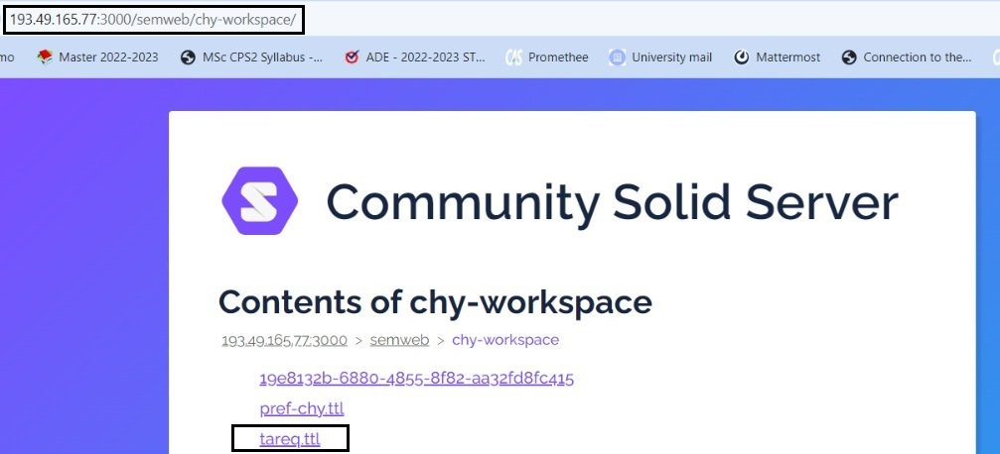 193.49.165.77:3000/semweb/chy-workspace/
mo Master 2022-2023 MSc CPS2 Syllabus -... ADE - 2022-2023 ST... Promethee University mail Mattermost Connection to the...
Community Solid Server
Contents of chy-workspace
193.49.165.77:3000 > semweb > chy-workspace
19e8132b-6880-4855-8f82-aa32fd8fc415
pref-chy.ttl
tareq.ttl